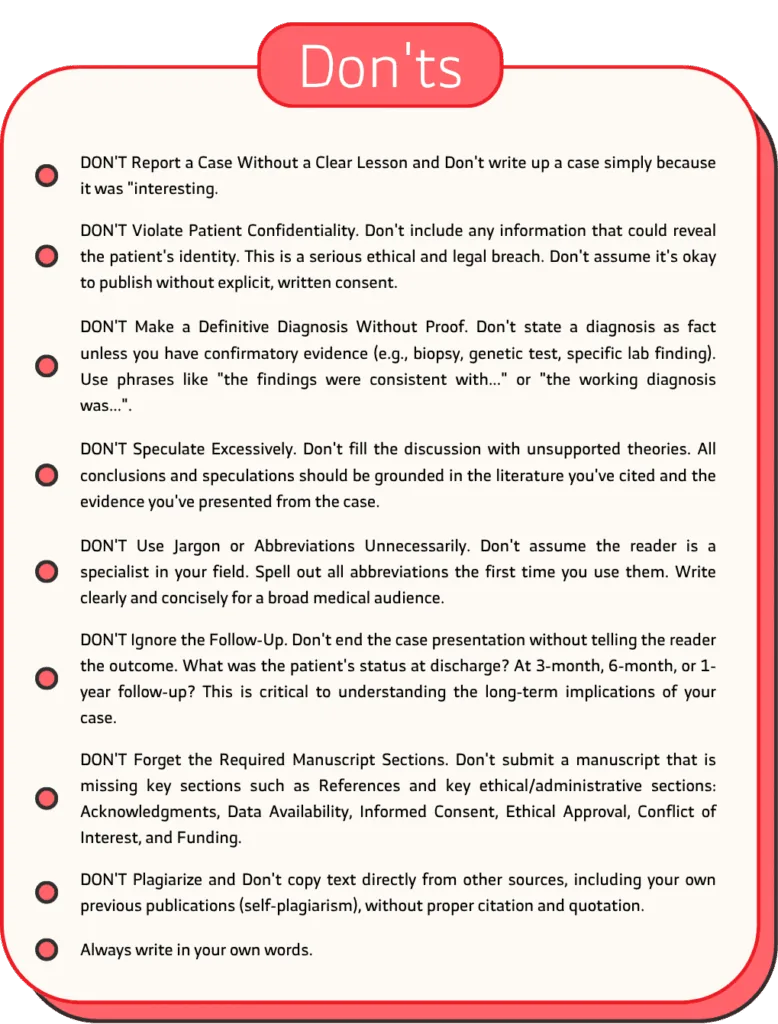 Don'ts
DON'T Report a Case Without a Clear Lesson and Don't write up a case simply because
it was "interesting.
DON'T Violate Patient Confidentiality. Don't include any information that could reveal
the patient's identity. This is a serious ethical and legal breach. Don't assume it's okay
to publish without explicit, written consent.
DON'T Make a Definitive Diagnosis Without Proof. Don't state a diagnosis as fact
unless you have confirmatory evidence (e.g., biopsy, genetic test, specific lab finding).
Use phrases like "the findings were consistent with..." or "the working diagnosis
was...".
DON'T Speculate Excessively. Don't fill the discussion with unsupported theories. All
conclusions and speculations should be grounded in the literature you've cited and the
evidence you've presented from the case.
DON'T Use Jargon or Abbreviations Unnecessarily. Don't assume the reader is a
specialist in your field. Spell out all abbreviations the first time you use them. Write
clearly and concisely for a broad medical audience.
DON'T Ignore the Follow-Up. Don't end the case presentation without telling the reader
the outcome. What was the patient's status at discharge? At 3-month, 6-month, or 1-
year follow-up? This is critical to understanding the long-term implications of your
case.
DON'T Forget the Required Manuscript Sections. Don't submit a manuscript that is
missing key sections such as References and key ethical/administrative sections:
Acknowledgments, Data Availability, Informed Consent, Ethical Approval, Conflict of
Interest, and Funding.
DON'T Plagiarize and Don't copy text directly from other sources, including your own
previous publications (self-plagiarism), without proper citation and quotation.
Always write in your own words.